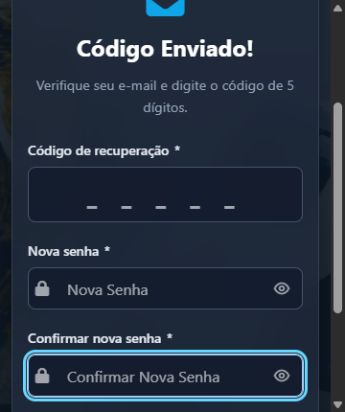 Código Enviado!
Verifique seu e-mail e digite o código de 5
dígitos.
Código de recuperação *
_ _ _ _ _
Nova senha *
Nova Senha
Confirmar nova senha *
Confirmar Nova Senha